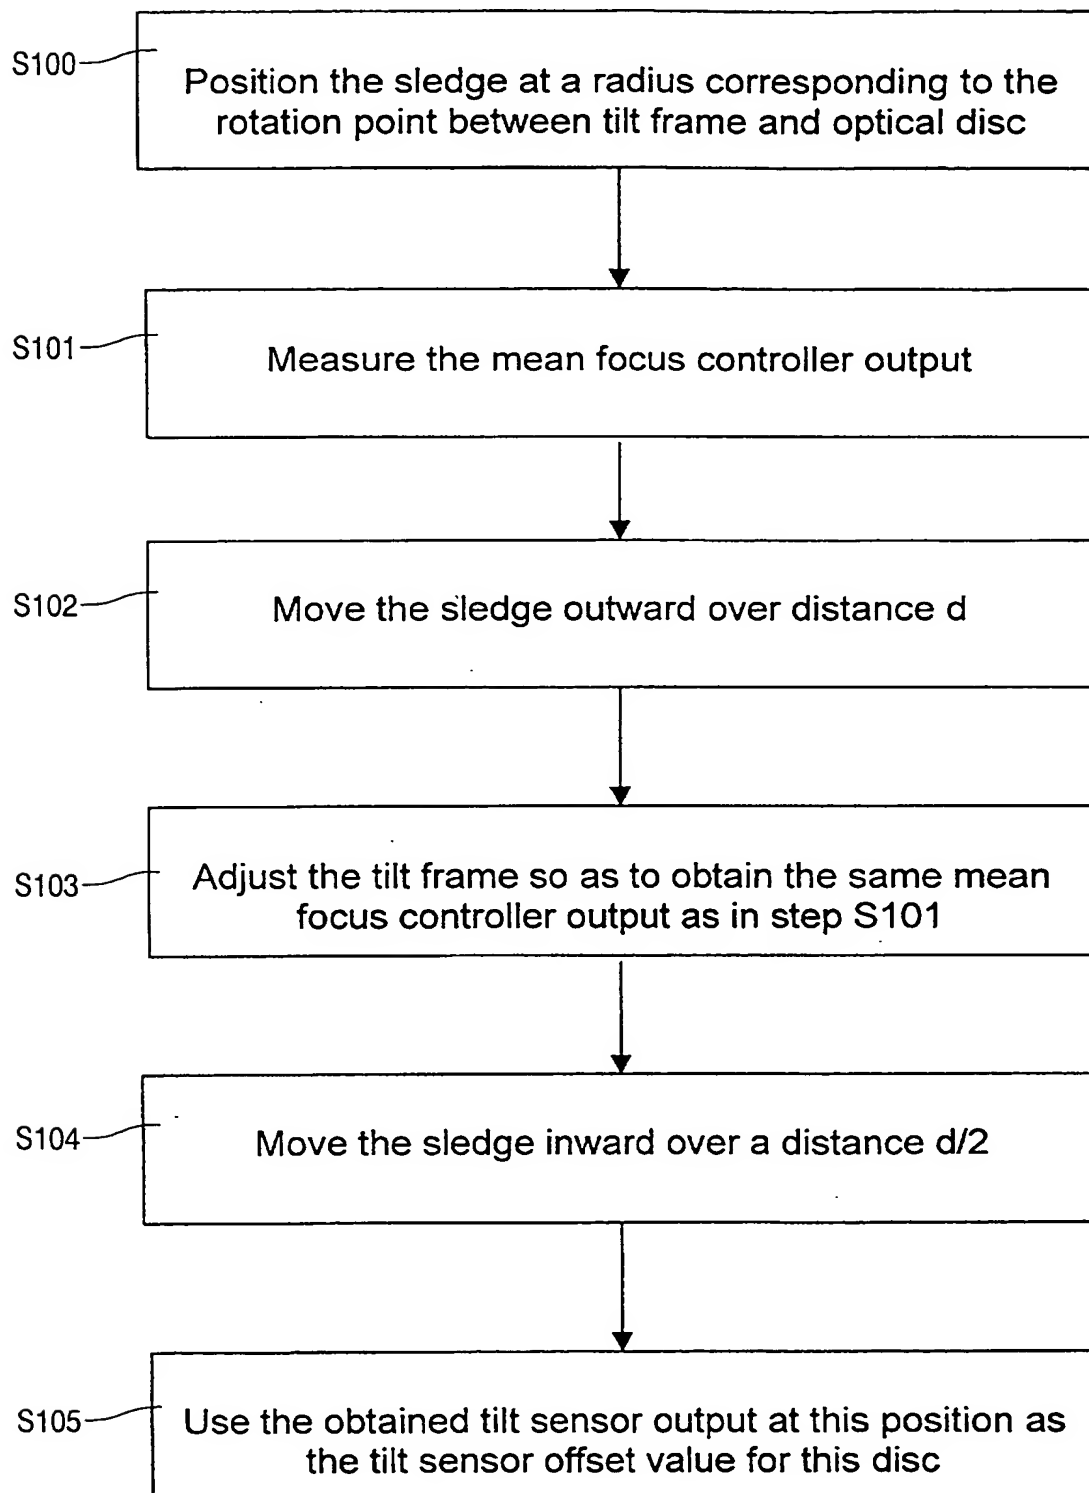 S100
Position the sledge at a radius corresponding to the
rotation point between tilt frame and optical disc
S101
Measure the mean focus controller output
S102
Move the sledge outward over distance d
S103
Adjust the tilt frame so as to obtain the same mean
focus controller output as in step S101
S104
Move the sledge inward over a distance d/2
S105
Use the obtained tilt sensor output at this position as
the tilt sensor offset value for this disc